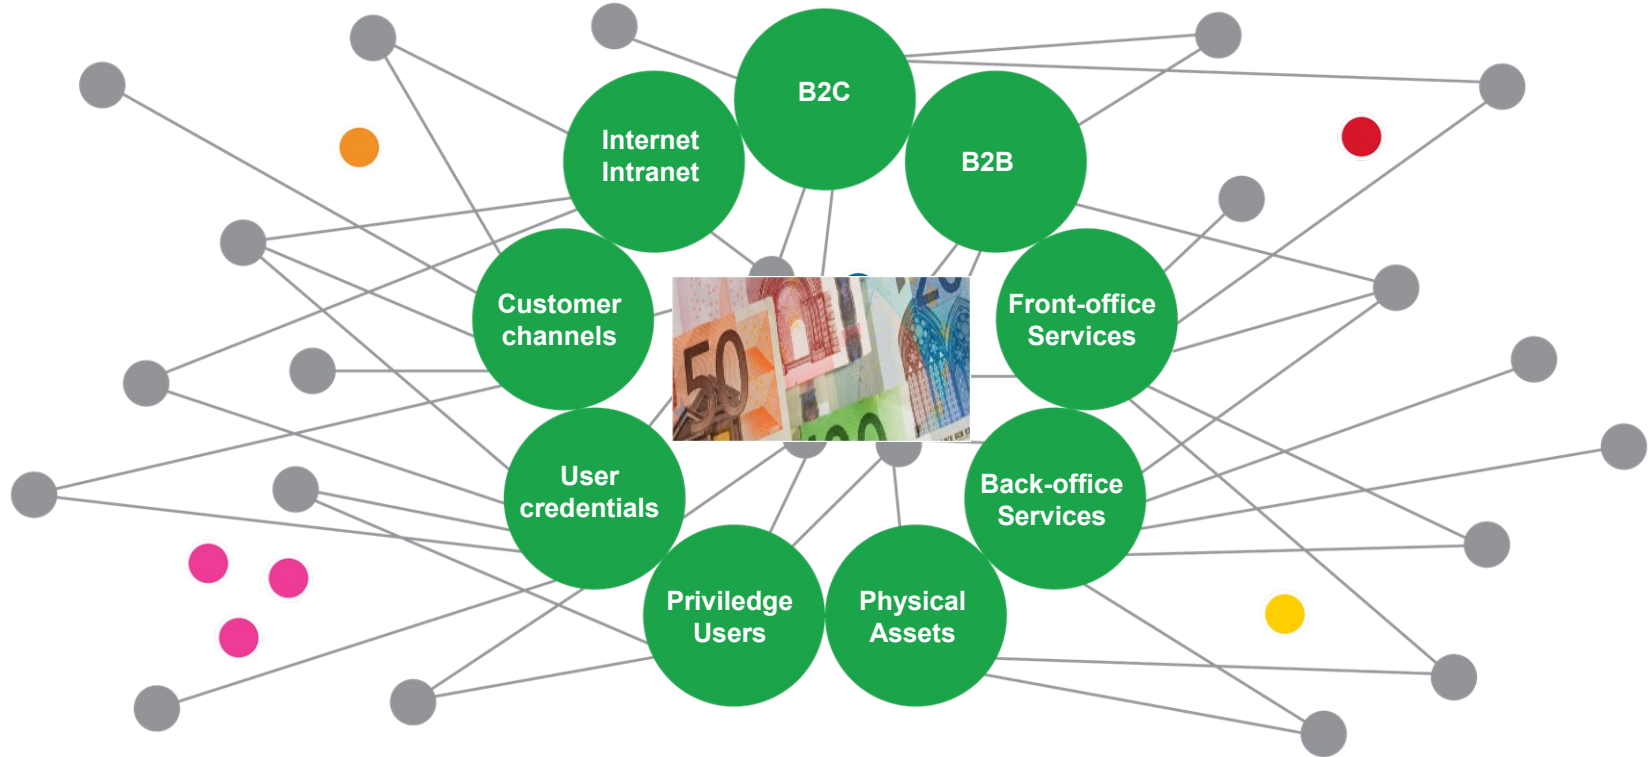 B2C
Internet
Intranet
B2B
Customer
channels
Front-office
Services
50
User
credentials
Back-office
Services
Priviledge
Users
Physical
Assets